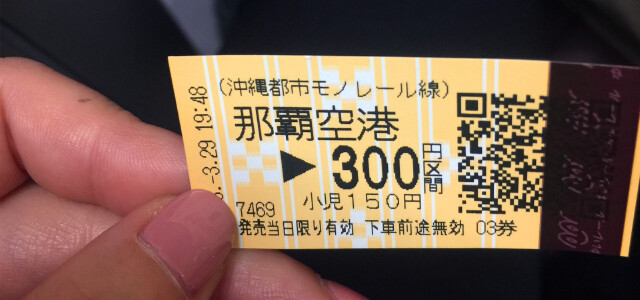 (沖縄都市モノレール線)
那覇空港
▶300円区間
小児150円
7469
発売当日限り有効 下車前途無効 03券
-3.29 19:48